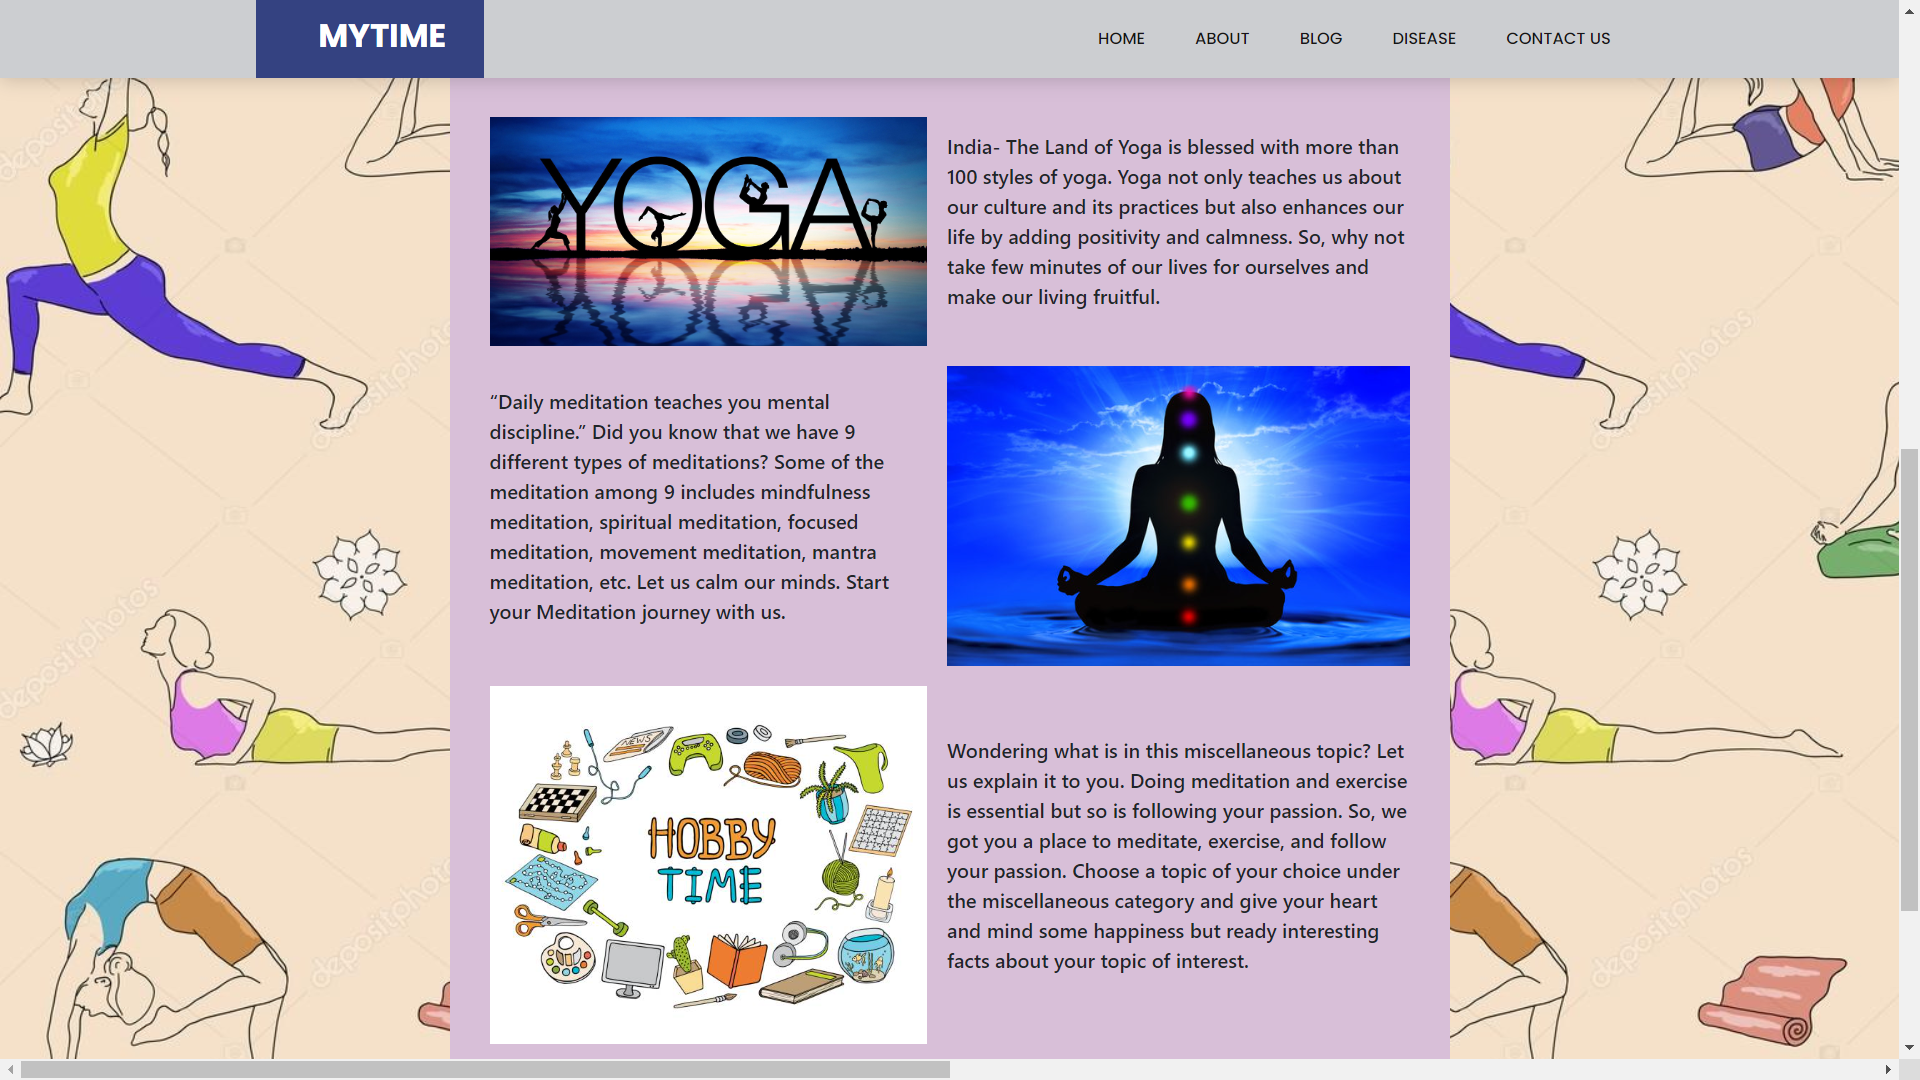 MYTIME
HOME ABOUT BLOG DISEASE CONTACT US
YOGA
India- The Land of Yoga is blessed with more than
100 styles of yoga. Yoga not only teaches us about
our culture and its practices but also enhances our
life by adding positivity and calmness. So, why not
take few minutes of our lives for ourselves and
make our living fruitful.
“Daily meditation teaches you mental
discipline.” Did you know that we have 9
different types of meditations? Some of the
meditation among 9 includes mindfulness
meditation, spiritual meditation, focused
meditation, movement meditation, mantra
meditation, etc. Let us calm our minds. Start
your Meditation journey with us.
NEWS
HOBBY
TIME
Wondering what is in this miscellaneous topic? Let
us explain it to you. Doing meditation and exercise
is essential but so is following your passion. So, we
got you a place to meditate, exercise, and follow
your passion. Choose a topic of your choice under
the miscellaneous category and give your heart
and mind some happiness but ready interesting
facts about your topic of interest.
depositphotos
depositphotos
depositphotos
depositphotos
depositphotos
depositphotos